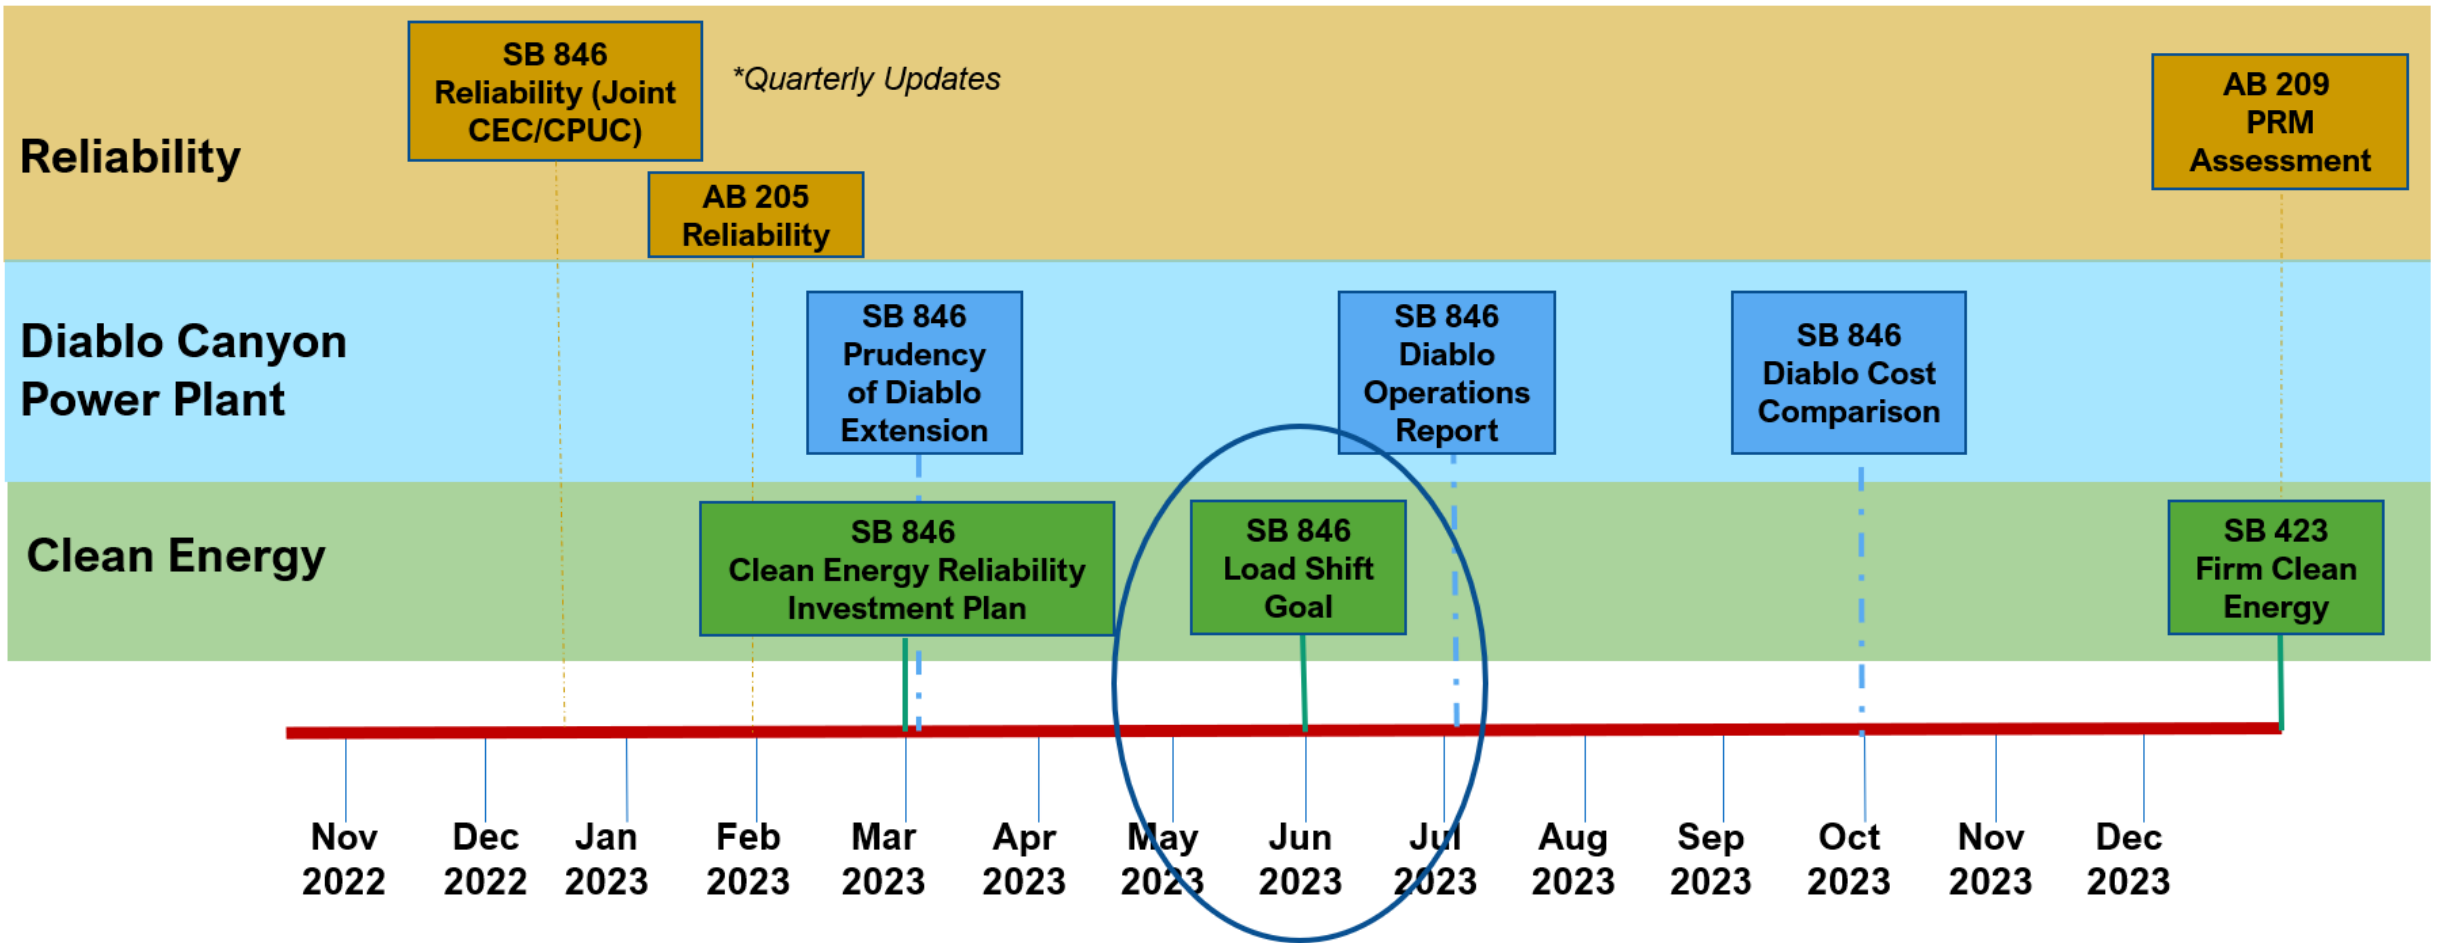 SB 846
Reliability (Joint
CEC/CPUC)
*Quarterly Updates
AB 209
PRM
Assessment
Reliability
AB 205
Reliability
Diablo Canyon
Power Plant
SB 846
Prudency
of Diablo
Extension
SB 846
Diablo
Operations
Report
SB 846
Diablo Cost
Comparison
Clean Energy
SB 846
Clean Energy Reliability
Investment Plan
SB 846
Load Shift
Goal
SB 423
Firm Clean
Energy
Nov
2022
Dec
2022
Jan
2023
Feb
2023
Mar
2023
Apr
2023
May
2023
Jun
2023
Jul
2023
Aug
2023
Sep
2023
Oct
2023
Nov
2023
Dec
2023